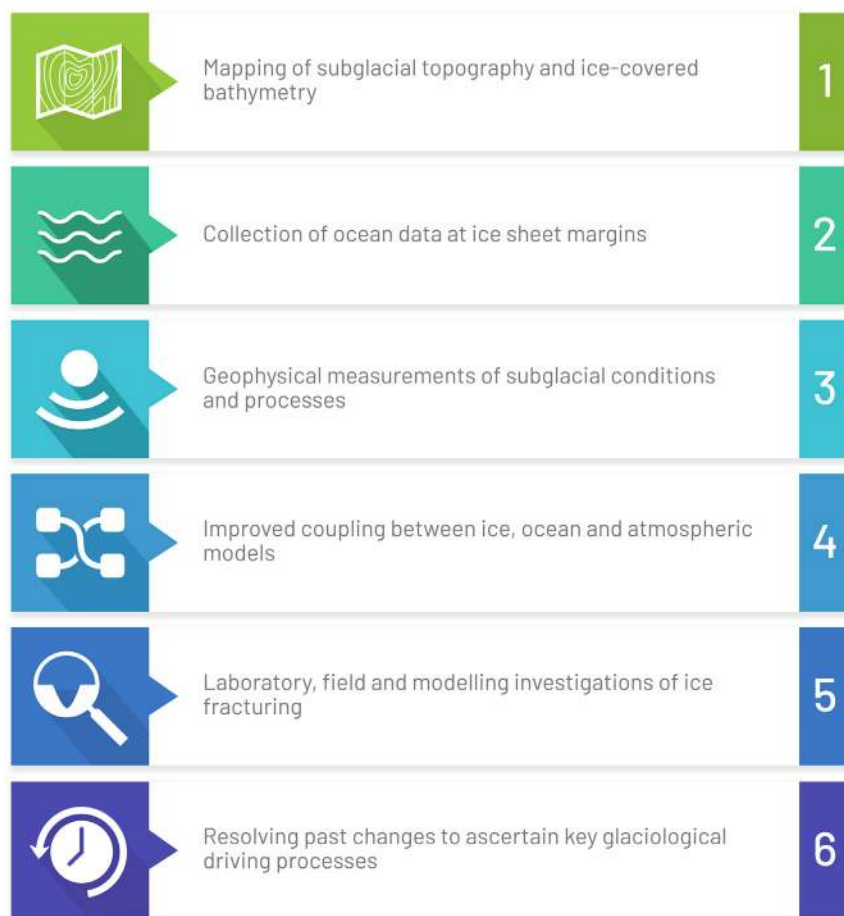 Mapping of subglacial topography and ice-covered
bathymetry
1
Collection of ocean data at ice sheet margins
2
Geophysical measurements of subglacial conditions
and processes
3
Improved coupling between ice, ocean and atmospheric
models
4
Laboratory, field and modelling investigations of ice
fracturing
5
Resolving past changes to ascertain key glaciological
driving processes
6